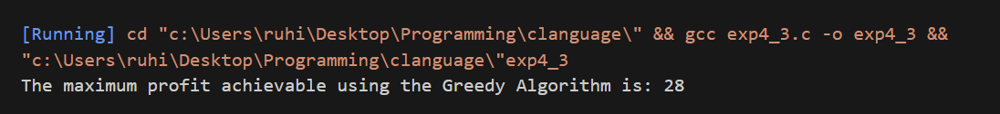 [Running] cd "c:\Users\ruhi\Desktop\Programming\clanguage\" && gcc exp4_3.c -o exp4_3 &&
"c:\Users\ruhi\Desktop\Programming\clanguage\"exp4_3
The maximum profit achievable using the Greedy Algorithm is: 28